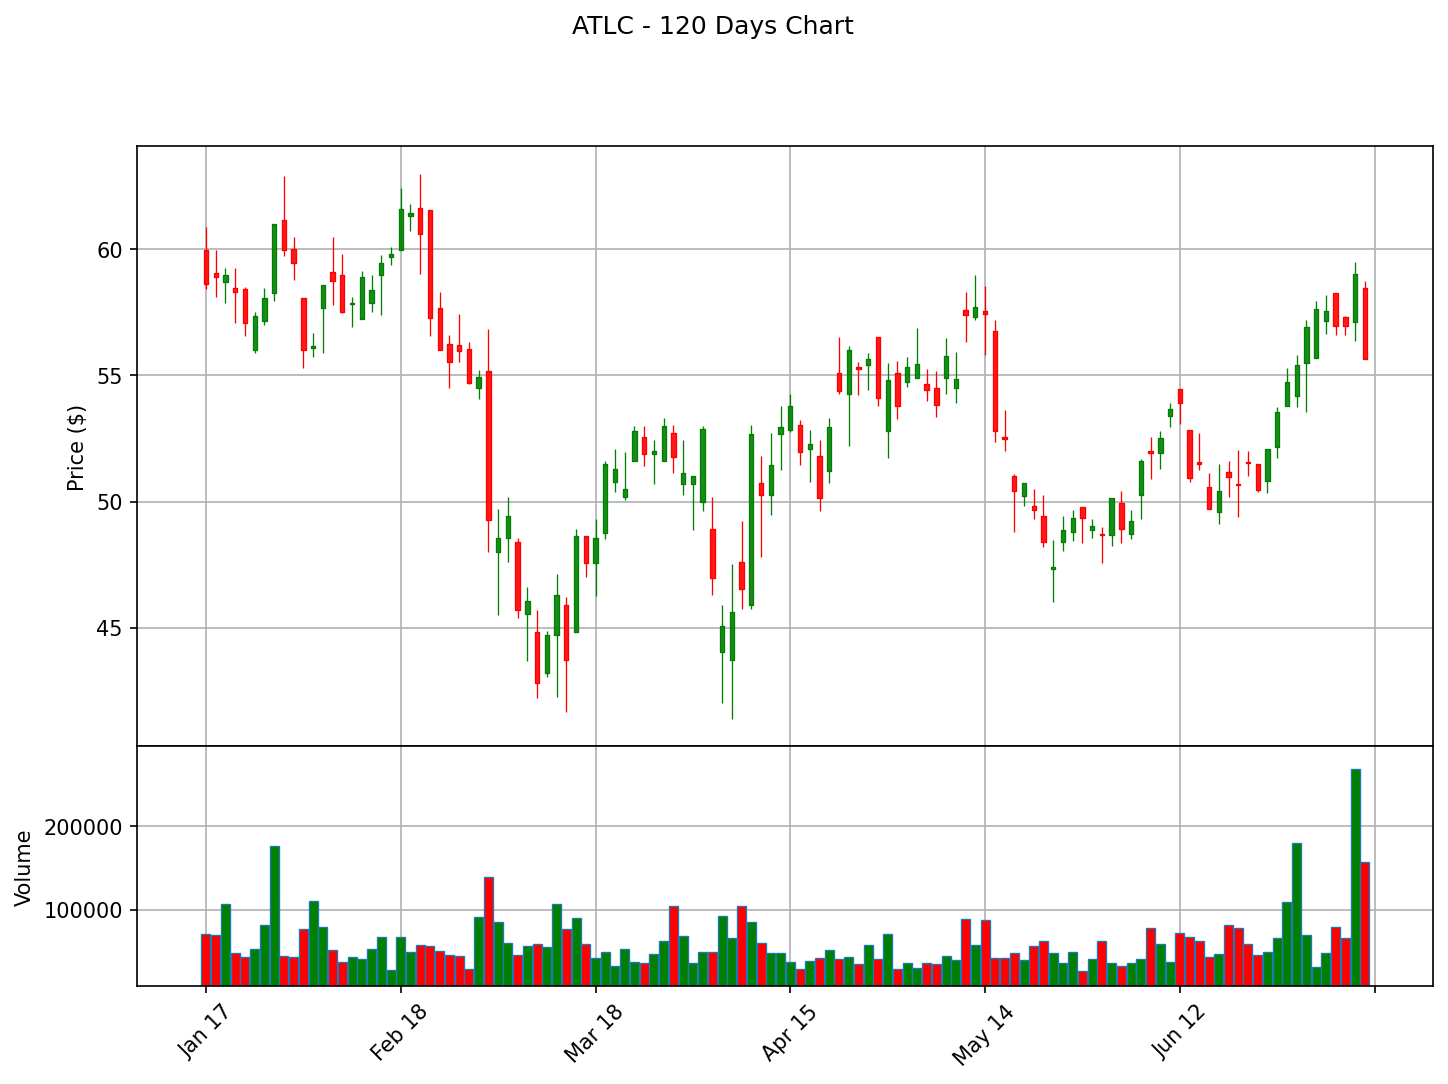 ATLC - 120 Days Chart
Price ($)
60
55
50
45
Volume
200000
100000
Jan 17
Feb 18
Mar 18
Apr 15
May 14
Jun 12